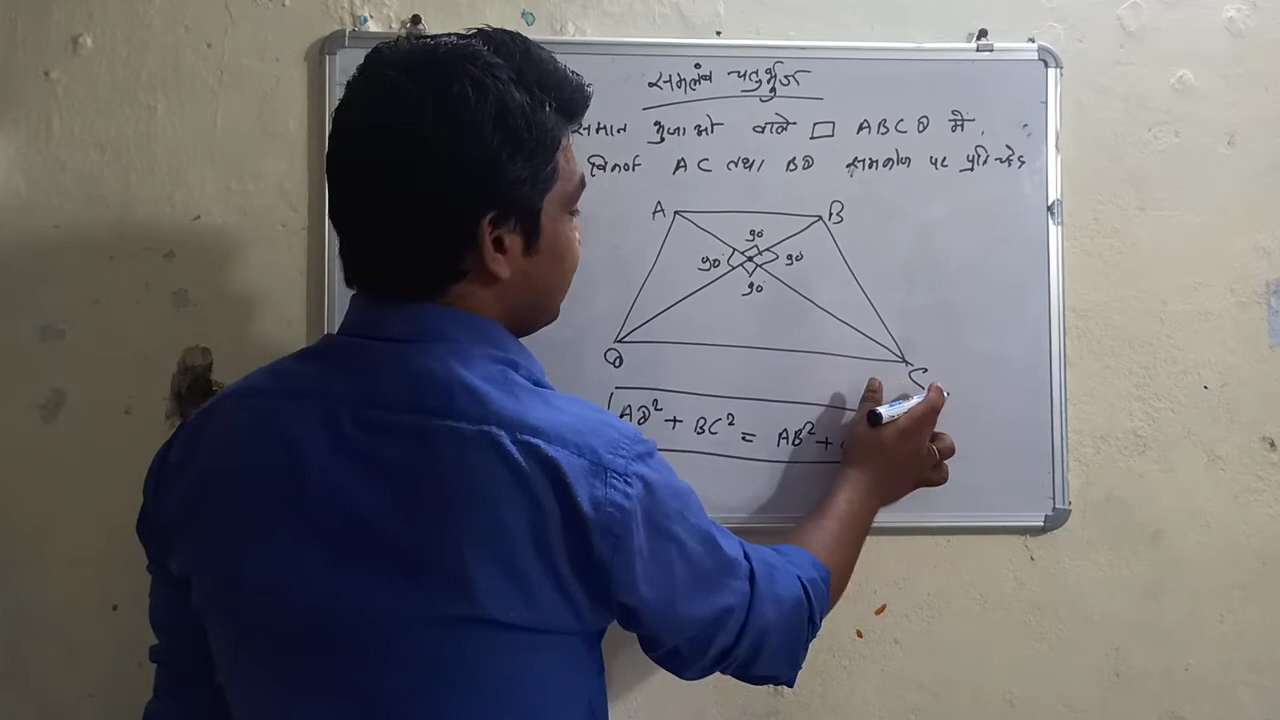 समलंब चतुर्भुज
समान भुजाओ वाले □ ABCD में,
विकर्ण AC तथा BD समकोण पर प्रतिच्छेद
A B
90°
90° 90°
90°
D C
AD² + BC² = AB² +